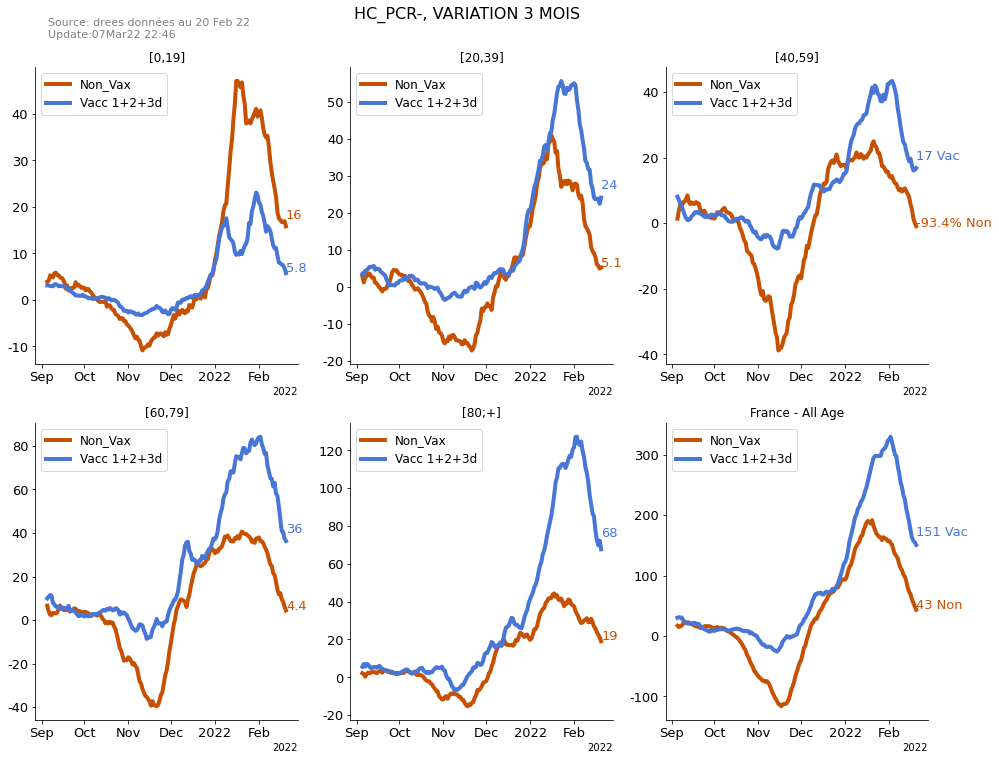 HC_PCR-, VARIATION 3 MOIS
Source: drees données au 20 Feb 22
Update:07Mar22 22:46
[0,19]
Non_Vax
Vacc 1+2+3d
40
30
20
10
0
-10
16
5.8
Sep Oct Nov Dec 2022 Feb
2022
[20,39]
Non_Vax
Vacc 1+2+3d
50
40
30
20
10
0
-10
-20
24
5.1
Sep Oct Nov Dec 2022 Feb
2022
[40,59]
Non_Vax
Vacc 1+2+3d
40
20
0
-20
-40
17 Vac
-93.4% Non
Sep Oct Nov Dec 2022 Feb
2022
[60,79]
Non_Vax
Vacc 1+2+3d
80
60
40
20
0
-20
-40
36
4.4
Sep Oct Nov Dec 2022 Feb
2022
[80;+]
Non_Vax
Vacc 1+2+3d
120
100
80
60
40
20
0
-20
68
19
Sep Oct Nov Dec 2022 Feb
2022
France - All Age
Non_Vax
Vacc 1+2+3d
300
200
100
0
-100
151 Vac
43 Non
Sep Oct Nov Dec 2022 Feb
2022